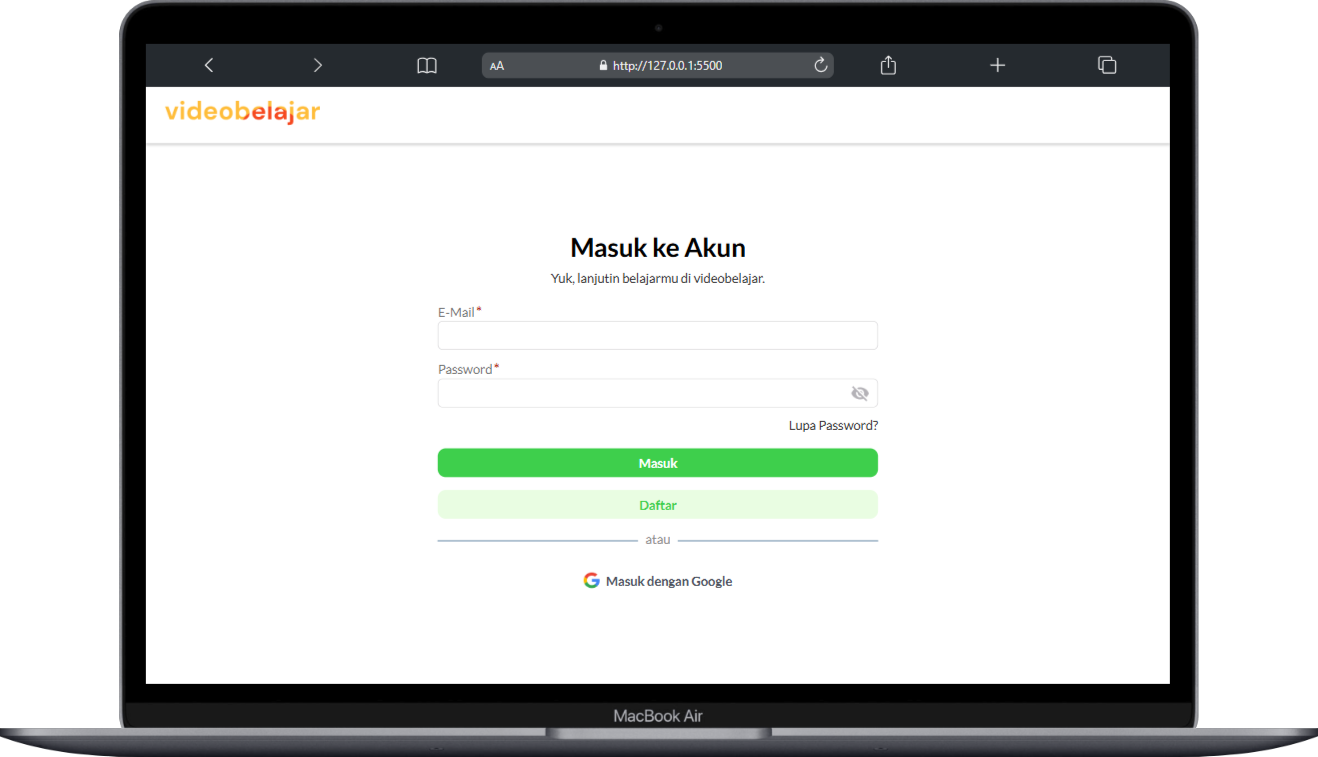 AA
http://127.0.0.1:5500
videobelajar
Masuk ke Akun
Yuk, lanjutin belajarmu di videobelajar.
E-Mail*
Password*
Lupa Password?
Masuk
Daftar
atau
Masuk dengan Google
MacBook Air